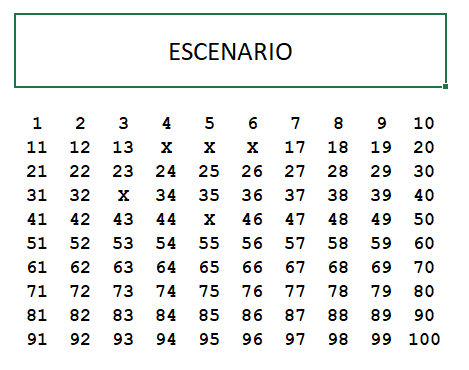 ESCENARIO
1 2 3 4 5 6 7 8 9 10
11 12 13 X X X 17 18 19 20
21 22 23 24 25 26 27 28 29 30
31 32 X 34 35 36 37 38 39 40
41 42 43 44 X 46 47 48 49 50
51 52 53 54 55 56 57 58 59 60
61 62 63 64 65 66 67 68 69 70
71 72 73 74 75 76 77 78 79 80
81 82 83 84 85 86 87 88 89 90
91 92 93 94 95 96 97 98 99 100